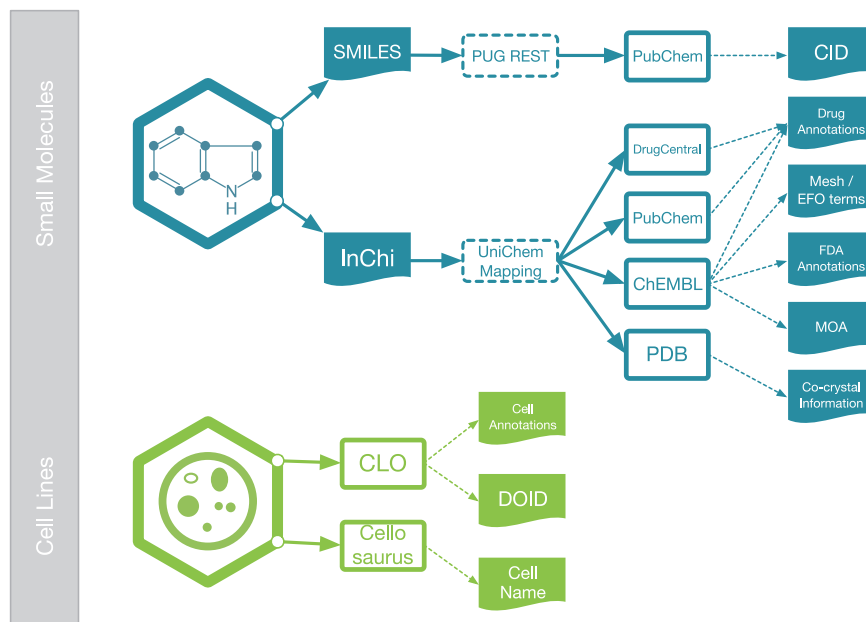 Small Molecules
SMILES
PUG REST
PubChem
CID
N
H
InChi
UniChem
Mapping
DrugCentral
PubChem
ChEMBL
PDB
Drug
Annotations
Mesh /
EFO terms
FDA
Annotations
MOA
Co-crystal
Information
Cell Lines
CLO
Cello
saurus
Cell
Annotations
DOID
Cell
Name